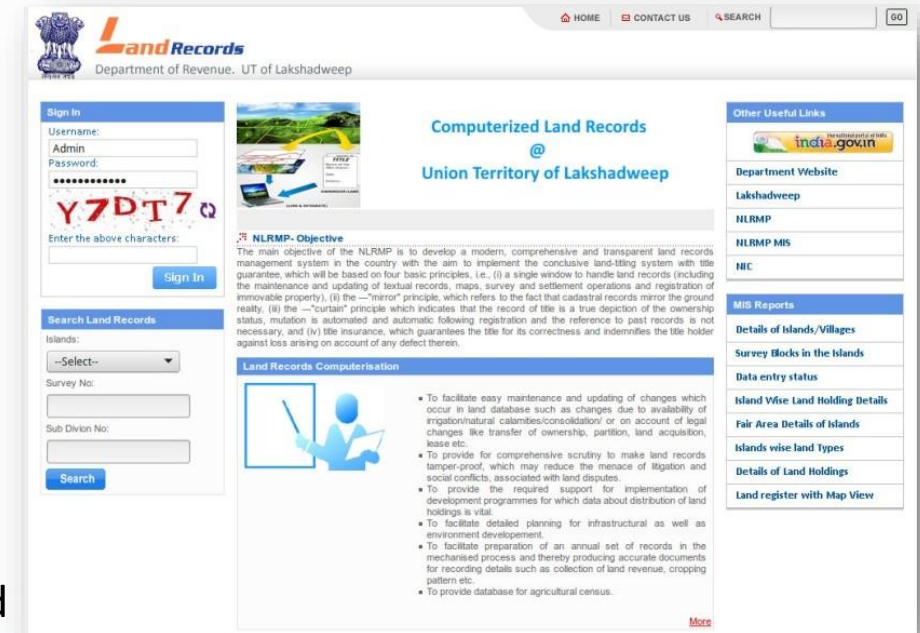 HOME CONTACT US SEARCH GO
Land Records
Department of Revenue. UT of Lakshadweep
Sign In
Username:
Admin
Password:
••••••••••••
Y7DT7
Enter the above characters:
Sign In
Search Land Records
Islands:
--Select--
Survey No:
Sub Divion No:
Search
TITLE
Computerized Land Records
@
Union Territory of Lakshadweep
NLRMP- Objective
The main objective of the NLRMP is to develop a modern, comprehensive and transparent land records
management system in the country with the aim to implement the conclusive land-titling system with title
guarantee, which will be based on four basic principles, i.e., (i) a single window to handle land records (including
the maintenance and updating of textual records, maps, survey and settlement operations and registration of
immovable property), (ii) the —"mirror" principle, which refers to the fact that cadastral records mirror the ground
reality, (iii) the —"curtain" principle which indicates that the record of title is a true depiction of the ownership
status, mutation is automated and automatic following registration and the reference to past records is not
necessary, and (iv) title insurance, which guarantees the title for its correctness and indemnifies the title holder
against loss arising on account of any defect therein.
Land Records Computerisation
To facilitate easy maintenance and updating of changes which
occur in land database such as changes due to availability of
irrigation/natural calamities/consolidation/ or on account of legal
changes like transfer of ownership, partition, land acquisition,
lease etc.
To provide for comprehensive scrutiny to make land records
tamper-proof, which may reduce the menace of litigation and
social conflicts, associated with land disputes.
To provide the required support for implementation of
development programmes for which data about distribution of land
holdings is vital.
To facilitate detailed planning for infrastructural as well as
environment developement.
To facilitate preparation of an annual set of records in the
mechanised process and thereby producing accurate documents
for recording details such as collection of land revenue, cropping
pattern etc.
To provide database for agricultural census.
More
Other Useful Links
india.gov.in
Department Website
Lakshadweep
NLRMP
NLRMP MIS
NIC
MIS Reports
Details of Islands/Villages
Survey Blocks in the Islands
Data entry status
Island Wise Land Holding Details
Fair Area Details of Islands
Islands wise land Types
Details of Land Holdings
Land register with Map View